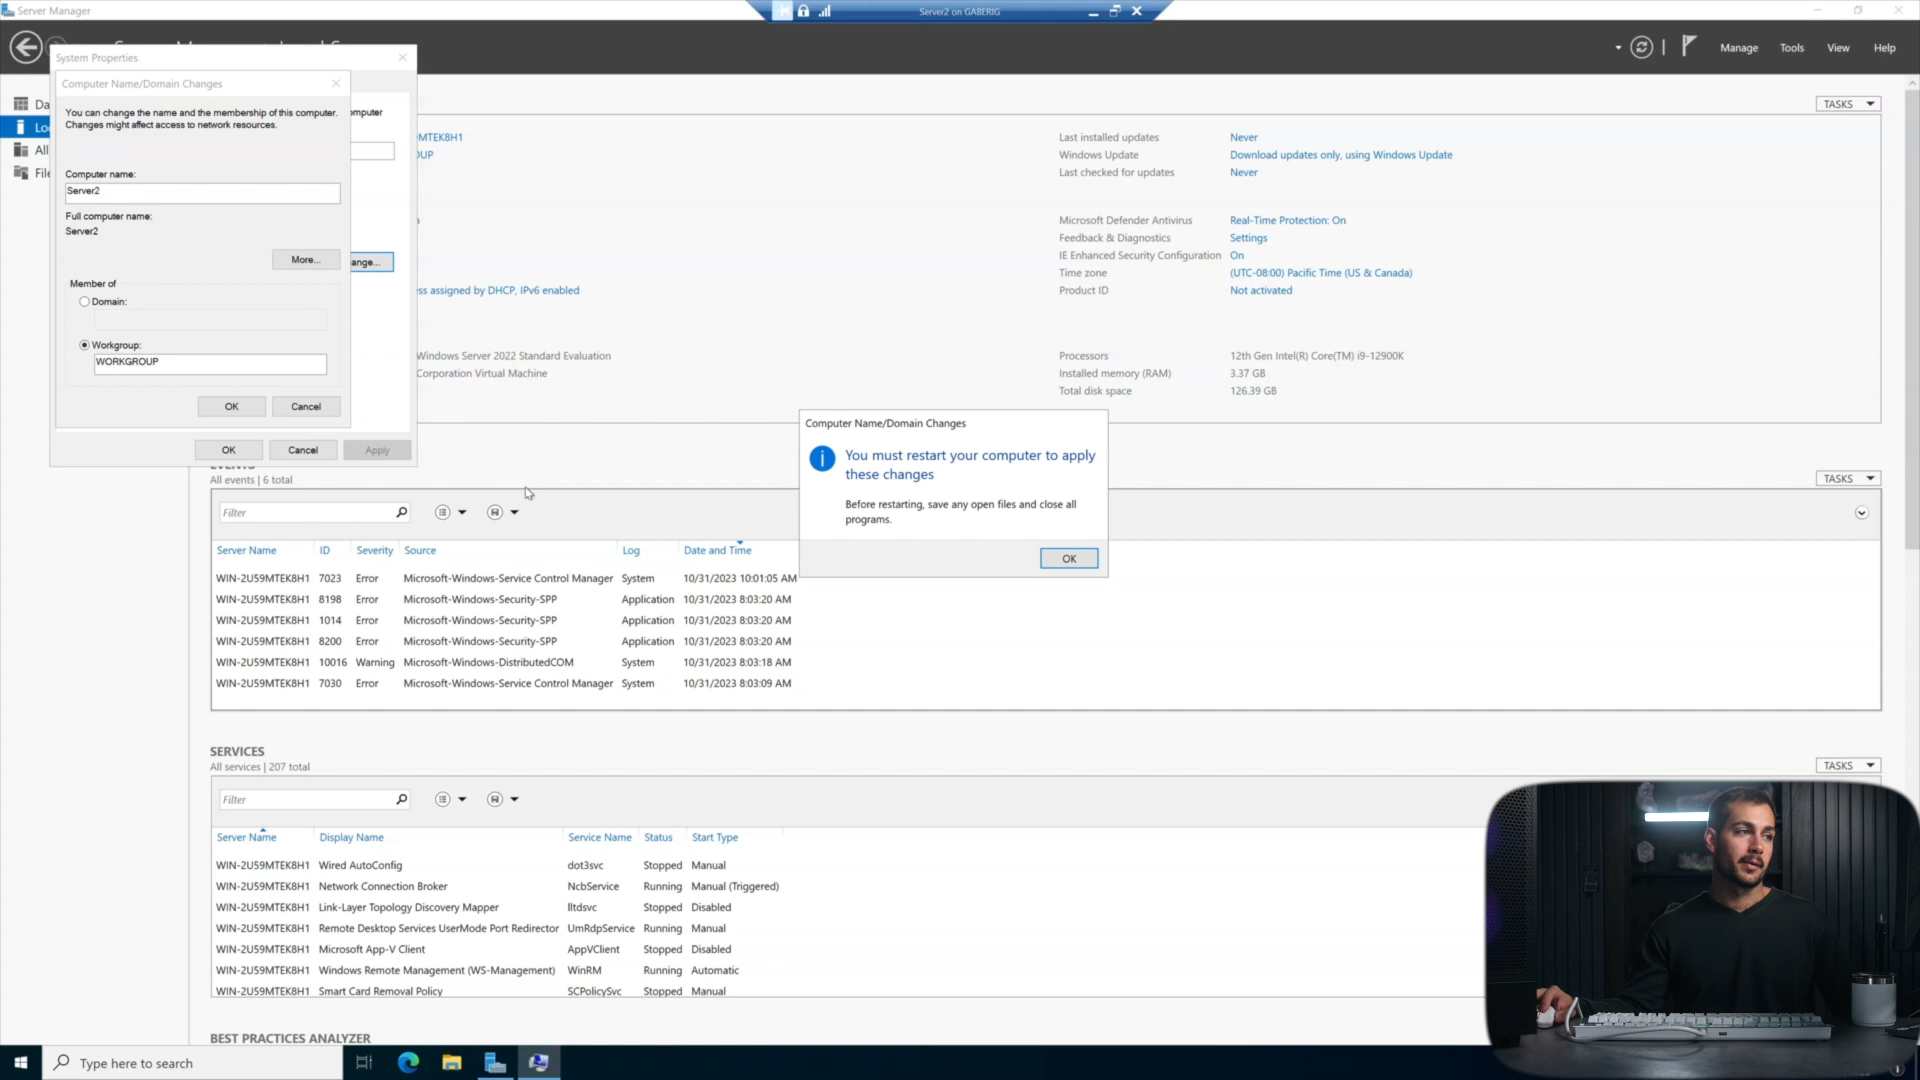 Server Manager
Server2 on GABERIG
Manage
Tools
View
Help
System Properties
Computer Name/Domain Changes
You can change the name and the membership of this computer.
Changes might affect access to network resources.
Computer name:
Server2
Full computer name:
Server2
More...
Member of
Domain:
Workgroup:
WORKGROUP
OK
Cancel
OK
Cancel
Apply
TASKS
Last installed updates Never
Windows Update Download updates only, using Windows Update
Last checked for updates Never
Microsoft Defender Antivirus Real-Time Protection: On
Feedback & Diagnostics Settings
IE Enhanced Security Configuration On
Time zone (UTC-08:00) Pacific Time (US & Canada)
assigned by DHCP, IPv6 enabled
Product ID Not activated
Windows Server 2022 Standard Evaluation
Processors 12th Gen Intel(R) Core(TM) i9-12900K
Corporation Virtual Machine
Installed memory (RAM) 3.37 GB
Total disk space 126.39 GB
Computer Name/Domain Changes
You must restart your computer to apply
these changes
Before restarting, save any open files and close all
programs.
OK
EVENTS
All events | 6 total
TASKS
Filter
Server Name ID Severity Source Log Date and Time
WIN-2U59MTEK8H1 7023 Error Microsoft-Windows-Service Control Manager System 10/31/2023 10:01:05 AM
WIN-2U59MTEK8H1 8198 Error Microsoft-Windows-Security-SPP Application 10/31/2023 8:03:20 AM
WIN-2U59MTEK8H1 1014 Error Microsoft-Windows-Security-SPP Application 10/31/2023 8:03:20 AM
WIN-2U59MTEK8H1 8200 Error Microsoft-Windows-Security-SPP Application 10/31/2023 8:03:20 AM
WIN-2U59MTEK8H1 10016 Warning Microsoft-Windows-DistributedCOM System 10/31/2023 8:03:18 AM
WIN-2U59MTEK8H1 7030 Error Microsoft-Windows-Service Control Manager System 10/31/2023 8:03:09 AM
SERVICES
All services | 207 total
TASKS
Filter
Server Name Display Name Service Name Status Start Type
WIN-2U59MTEK8H1 Wired AutoConfig dot3svc Stopped Manual
WIN-2U59MTEK8H1 Network Connection Broker NcbService Running Manual (Triggered)
WIN-2U59MTEK8H1 Link-Layer Topology Discovery Mapper lltdsvc Stopped Disabled
WIN-2U59MTEK8H1 Remote Desktop Services UserMode Port Redirector UmRdpService Running Manual
WIN-2U59MTEK8H1 Microsoft App-V Client AppVClient Stopped Disabled
WIN-2U59MTEK8H1 Windows Remote Management (WS-Management) WinRM Running Automatic
WIN-2U59MTEK8H1 Smart Card Removal Policy SCPolicySvc Stopped Manual
BEST PRACTICES ANALYZER
Type here to search